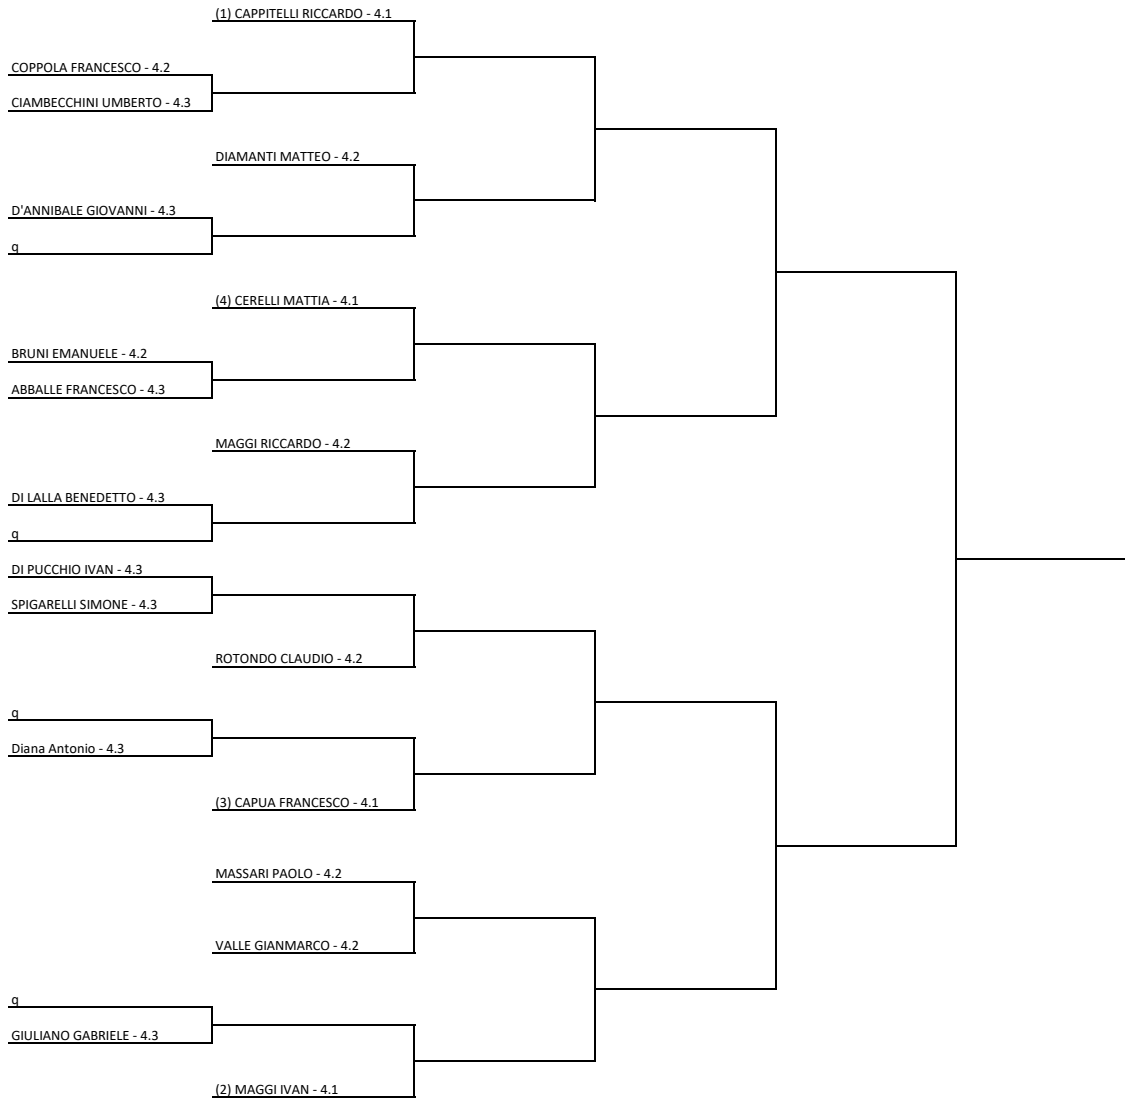 (1) CAPPITELLI RICCARDO - 4.1
COPPOLA FRANCESCO - 4.2
CIAMBECCHINI UMBERTO - 4.3
DIAMANTI MATTEO - 4.2
D'ANNIBALE GIOVANNI - 4.3
q
(4) CERELLI MATTIA - 4.1
BRUNI EMANUELE - 4.2
ABBALLE FRANCESCO - 4.3
MAGGI RICCARDO - 4.2
DI LALLA BENEDETTO - 4.3
q
DI PUCCHIO IVAN - 4.3
SPIGARELLI SIMONE - 4.3
ROTONDO CLAUDIO - 4.2
q
Diana Antonio - 4.3
(3) CAPUA FRANCESCO - 4.1
MASSARI PAOLO - 4.2
VALLE GIANMARCO - 4.2
q
GIULIANO GABRIELE - 4.3
(2) MAGGI IVAN - 4.1